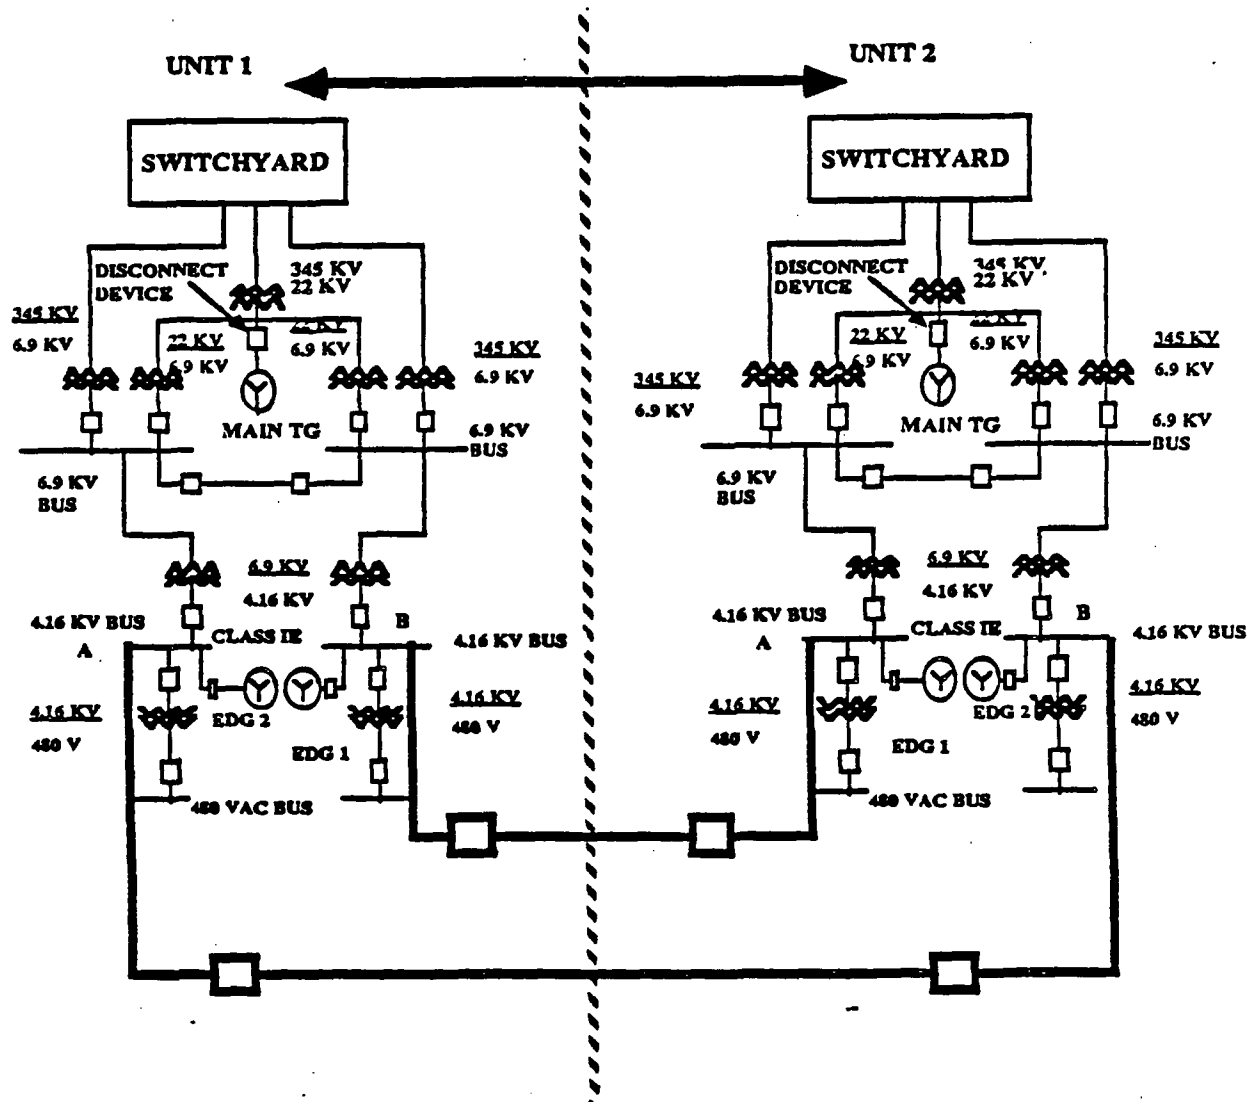 UNIT 1
UNIT 2
SWITCHYARD
SWITCHYARD
DISCONNECT
DEVICE
345 KV
22 KV
345 KV
6.9 KV
22 KV
6.9 KV
22 KV
6.9 KV
345 KV
6.9 KV
MAIN TG
6.9 KV
BUS
6.9 KV
BUS
6.9 KV
4.16 KV
4.16 KV BUS
A
CLASS IE
B
4.16 KV BUS
4.16 KV
480 V
EDG 2
EDG 1
4.16 KV
480 V
480 VAC BUS
DISCONNECT
DEVICE
345 KV
22 KV
345 KV
6.9 KV
22 KV
6.9 KV
22 KV
6.9 KV
345 KV
6.9 KV
MAIN TG
6.9 KV
BUS
6.9 KV
BUS
6.9 KV
4.16 KV
4.16 KV BUS
A
CLASS IE
B
4.16 KV BUS
4.16 KV
480 V
EDG 2
EDG 1
4.16 KV
480 V
480 VAC BUS